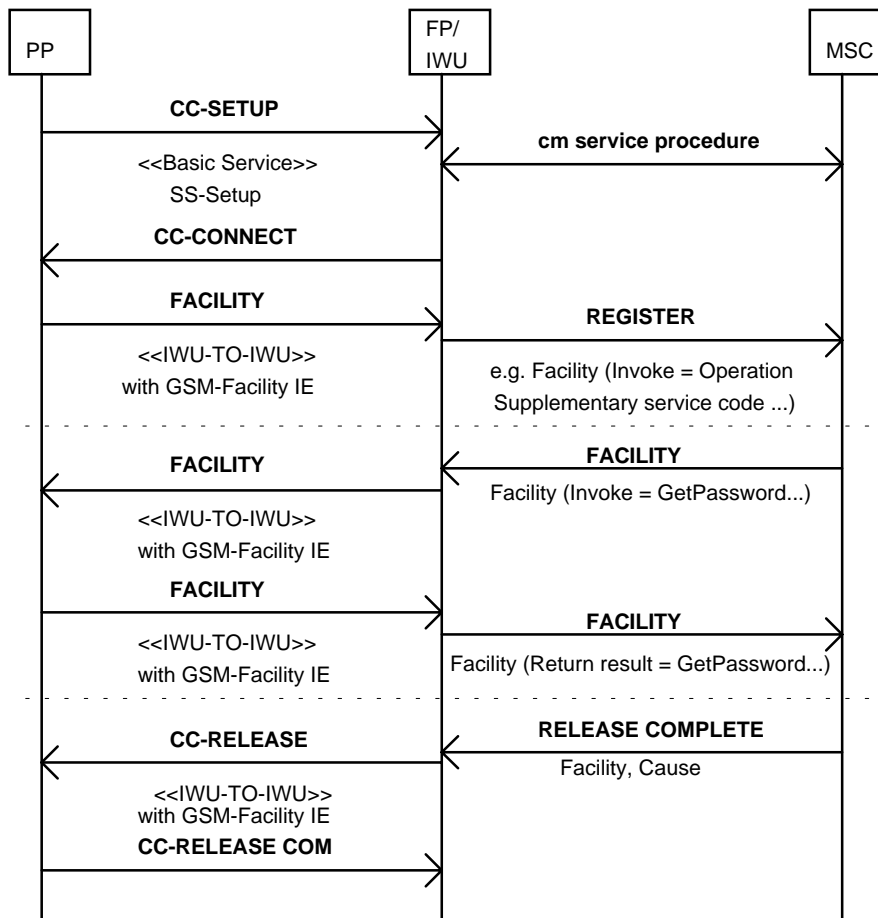 PP
FP/
IWU
MSC
CC-SETUP
cm service procedure
<<Basic Service>>
SS-Setup
CC-CONNECT
FACILITY
REGISTER
<<IWU-TO-IWU>>
with GSM-Facility IE
e.g. Facility (Invoke = Operation
Supplementary service code ...)
FACILITY
FACILITY
Facility (Invoke = GetPassword...)
<<IWU-TO-IWU>>
with GSM-Facility IE
FACILITY
FACILITY
<<IWU-TO-IWU>>
with GSM-Facility IE
Facility (Return result = GetPassword...)
CC-RELEASE
RELEASE COMPLETE
Facility, Cause
<<IWU-TO-IWU>>
with GSM-Facility IE
CC-RELEASE COM